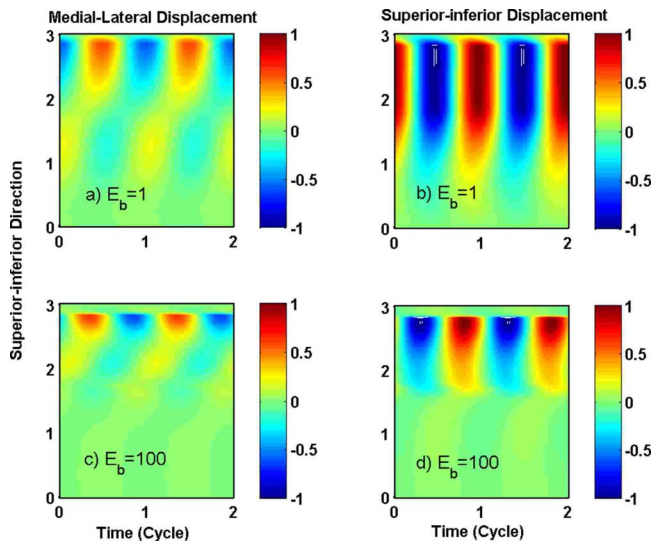 Medial-Lateral Displacement
Superior-inferior Displacement
Superior-inferior Direction
3
2
1
0
0 1 2
a) E_b=1
1
0.5
0
-0.5
-1
3
2
1
0
0 1 2
b) E_b=1
1
0.5
0
-0.5
-1
3
2
1
0
0 1 2
c) E_b=100
Time (Cycle)
1
0.5
0
-0.5
-1
3
2
1
0
0 1 2
d) E_b=100
Time (Cycle)
1
0.5
0
-0.5
-1